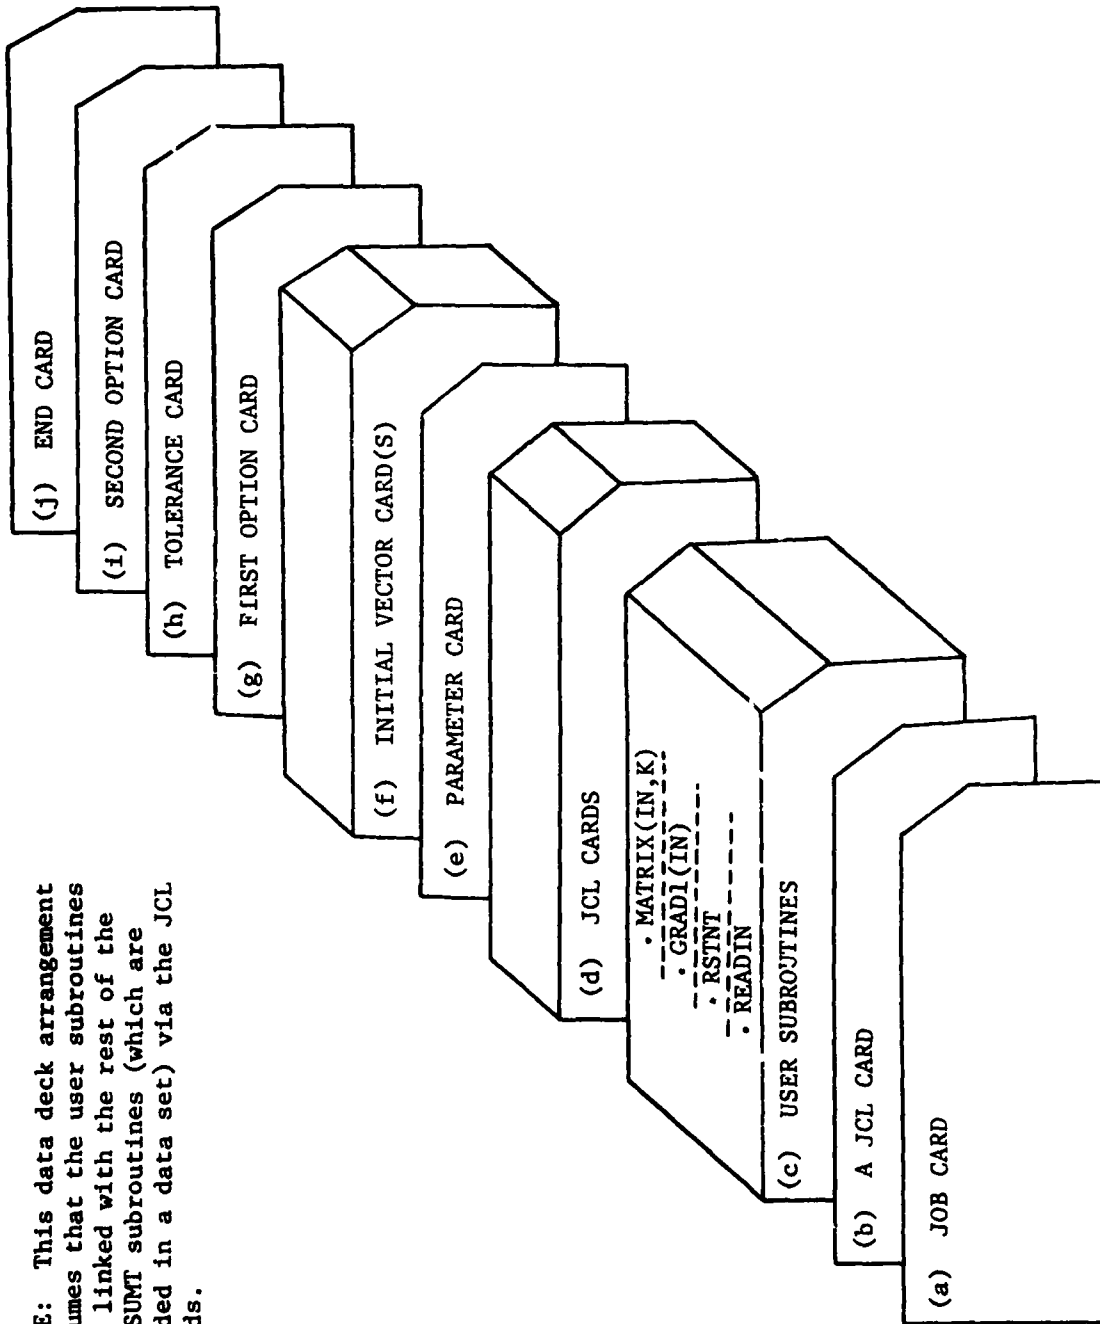 (j) END CARD
(i) SECOND OPTION CARD
(h) TOLERANCE CARD
(g) FIRST OPTION CARD
(f) INITIAL VECTOR CARD(S)
(e) PARAMETER CARD
(d) JCL CARDS
. MATRIX(IN,K)
. GRAD1(IN)
. RSTNT
. READIN
(c) USER SUBROUTINES
(b) A JCL CARD
(a) JOB CARD
E: This data deck arrangement
umes that the user subroutines
linked with the rest of the
SUMT subroutines (which are
ded in a data set) via the JCL
ds.